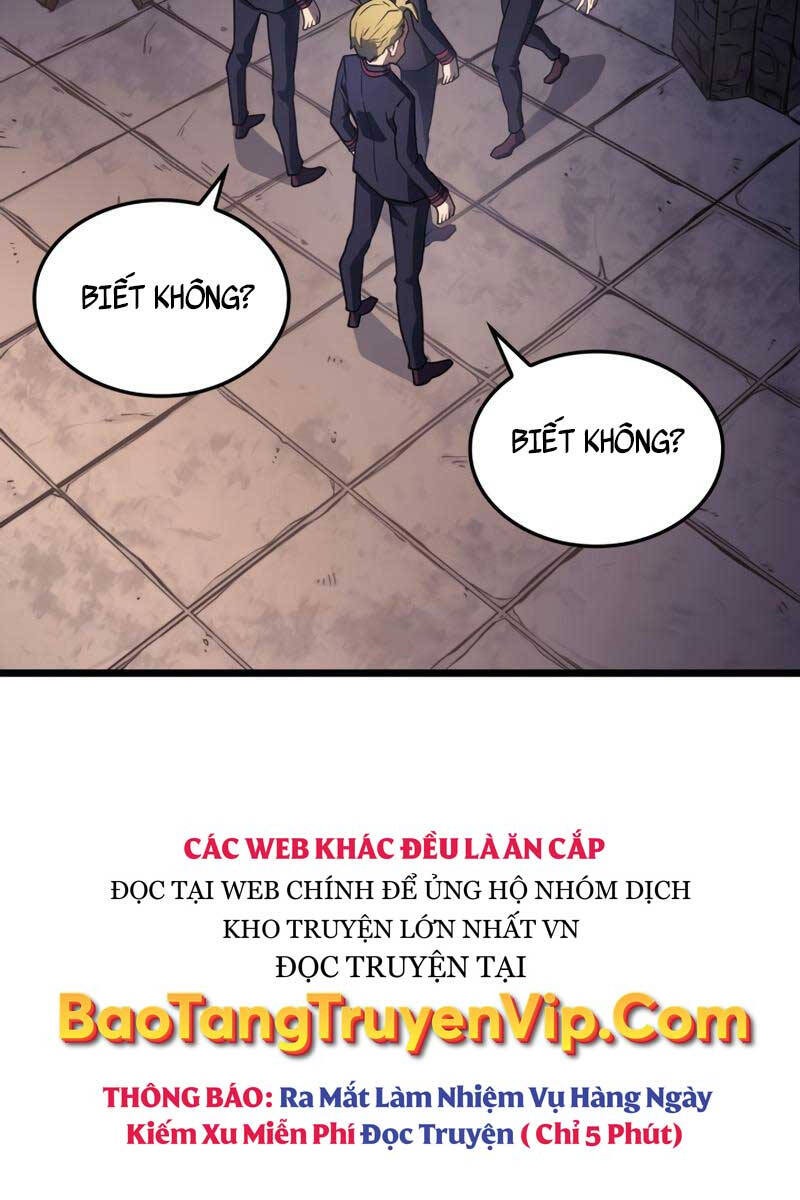 BIẾT KHÔNG?
BIẾT KHÔNG?
CÁC WEB KHÁC ĐỀU LÀ ĂN CẮP
ĐỌC TẠI WEB CHÍNH ĐỂ ỦNG HỘ NHÓM DỊCH
KHO TRUYỆN LỚN NHẤT VN
ĐỌC TRUYỆN TẠI
BaoTangTruyenVip.Com
THÔNG BÁO: Ra Mắt Làm Nhiệm Vụ Hàng Ngày
Kiếm Xu Miễn Phí Đọc Truyện ( Chỉ 5 Phút)